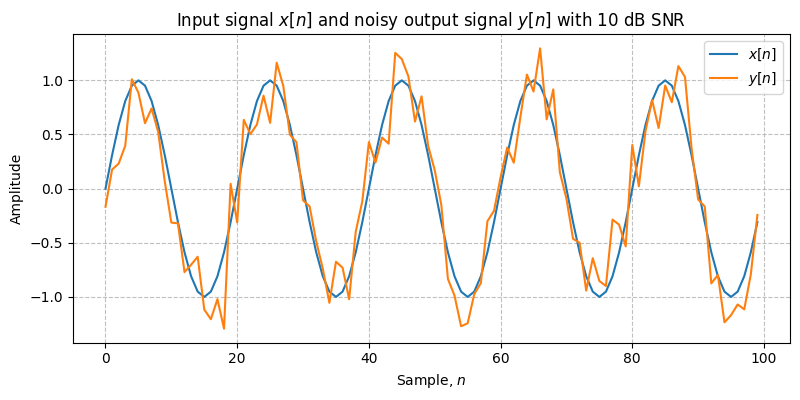 Input signal x[n] and noisy output signal y[n] with 10 dB SNR
x[n]
y[n]
1.0
0.5
0.0
−0.5
−1.0
Amplitude
0 20 40 60 80 100
Sample, n